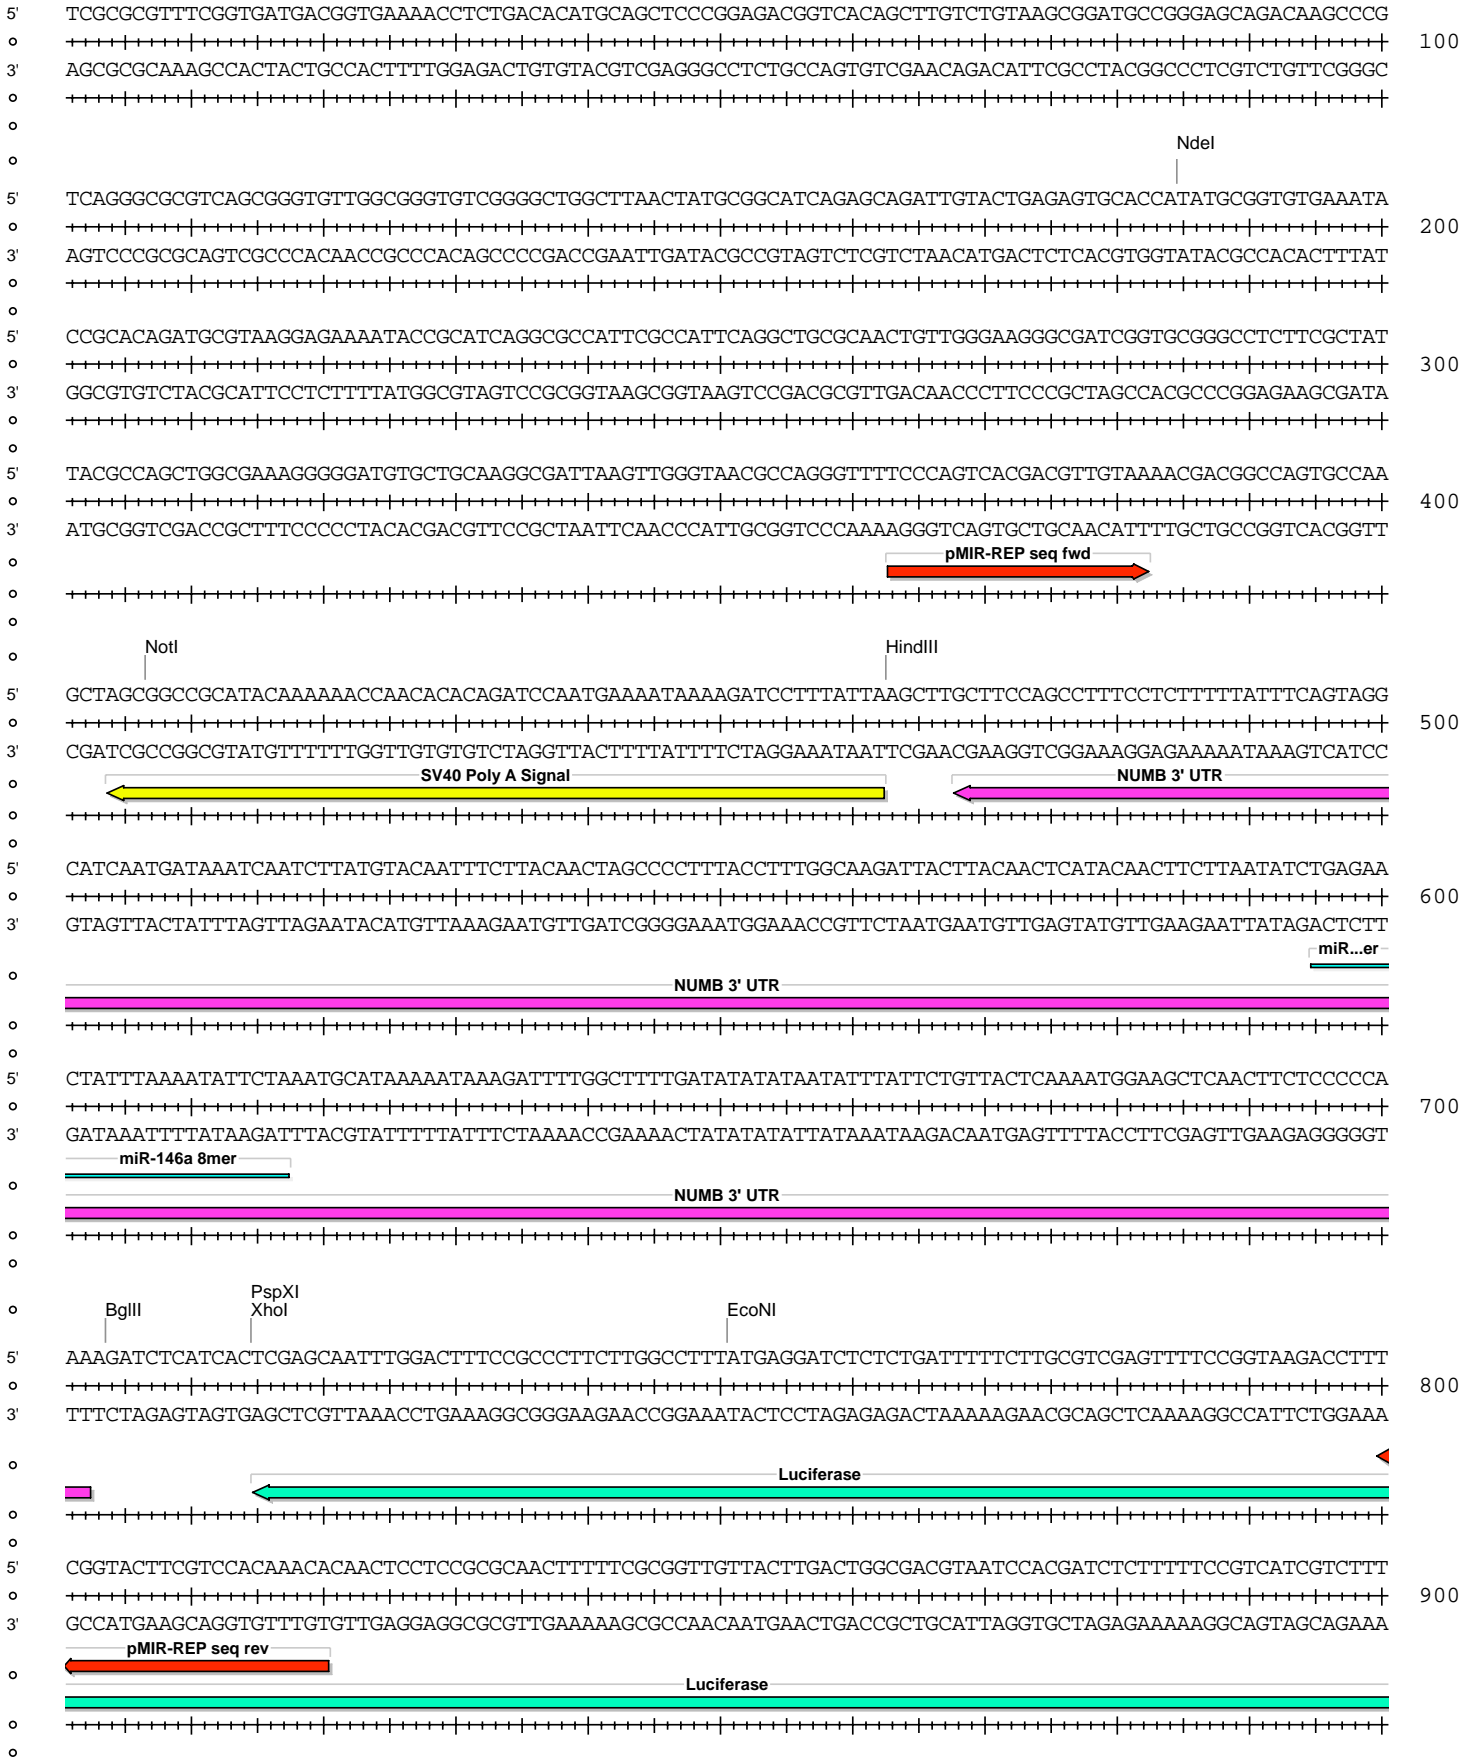 5' TCGCGCGTTTCGGTGATGACGGTGAAAACCTCTGACACATGCAGCTCCCGGAGACGGTCACAGCTTGTCTGTAAGCGGATGCCGGGAGCAGACAAGCCCG
100
3' AGCGCGCAAAGCCACTACTGCCACTTTTGGAGACTGTGTACGTCGAGGGCCTCTGCCAGTGTCGAACAGACATTCGCCTACGGCCCTCGTCTGTTCGGGC
NdeI
5' TCAGGGCGCGTCAGCGGGTGTTGGCGGGTGTCGGGGCTGGCTTAACTATGCGGCATCAGAGCAGATTGTACTGAGAGTGCACCATATGCGGTGTGAAATA
200
3' AGTCCCGCGCAGTCGCCCACAACCGCCCACAGCCCCGACCGAATTGATACGCCGTAGTCTCGTCTAACATGACTCTCACGTGGTATACGCCACACTTTAT
5' CCGCACAGATGCGTAAGGAGAAAATACCGCATCAGGCGCCATTCGCCATTCAGGCTGCGCAACTGTTGGGAAGGGCGATCGGTGCGGGCCTCTTCGCTAT
300
3' GGCGTGTCTACGCATTCCTCTTTTATGGCGTAGTCCGCGGTAAGCGGTAAGTCCGACGCGTTGACAACCCTTCCCGCTAGCCACGCCCGGAGAAGCGATA
5' TACGCCAGCTGGCGAAAGGGGGATGTGCTGCAAGGCGATTAAGTTGGGTAACGCCAGGGTTTTCCCAGTCACGACGTTGTAAAACGACGGCCAGTGCCAA
400
3' ATGCGGTCGACCGCTTTCCCCCTACACGACGTTCCGCTAATTCAACCCATTGCGGTCCCAAAAGGGTCAGTGCTGCAACATTTTGCTGCCGGTCACGGTT
pMIR-REP seq fwd
NotI HindIII
5' GCTAGCGGCCGCATACAAAAAACCAACACACAGATCCAATGAAAATAAAAGATCCTTTATTAAGCTTGCTTCCAGCCTTTCCTCTTTTTATTTCAGTAGG
500
3' CGATCGCCGGCGTATGTTTTTTGGTTGTGTGTCTAGGTTACTTTTATTTTCTAGGAAATAATTCGAACGAAGGTCGGAAAGGAGAAAAATAAAGTCATCC
SV40 Poly A Signal NUMB 3' UTR
5' CATCAATGATAAATCAATCTTATGTACAATTTCTTACAACTAGCCCCTTTACCTTTGGCAAGATTACTTACAACTCATACAACTTCTTAATATCTGAGAA
600
3' GTAGTTACTATTTAGTTAGAATACATGTTAAAGAATGTTGATCGGGGAAATGGAAACCGTTCTAATGAATGTTGAGTATGTTGAAGAATTATAGACTCTT
miR...er
NUMB 3' UTR
5' CTATTTAAAATATTCTAAATGCATAAAAATAAAGATTTTGGCTTTTGATATATATAATATTTATTCTGTTACTCAAAATGGAAGCTCAACTTCTCCCCCA
700
3' GATAAATTTTATAAGATTTACGTATTTTTATTTCTAAAACCGAAAACTATATATATTATAAATAAGACAATGAGTTTTACCTTCGAGTTGAAGAGGGGGT
miR-146a 8mer
NUMB 3' UTR
PspXI
BglII XhoI EcoNI
5' AAAGATCTCATCACTCGAGCAATTTGGACTTTCCGCCCTTCTTGGCCTTTATGAGGATCTCTCTGATTTTTCTTGCGTCGAGTTTTCCGGTAAGACCTTT
800
3' TTTCTAGAGTAGTGAGCTCGTTAAACCTGAAAGGCGGGAAGAACCGGAAATACTCCTAGAGAGACTAAAAAGAACGCAGCTCAAAAGGCCATTCTGGAAA
Luciferase
5' CGGTACTTCGTCCACAAACACAACTCCTCCGCGCAACTTTTTCGCGGTTGTTACTTGACTGGCGACGTAATCCACGATCTCTTTTTCCGTCATCGTCTTT
900
3' GCCATGAAGCAGGTGTTTGTGTTGAGGAGGCGCGTTGAAAAAGCGCCAACAATGAACTGACCGCTGCATTAGGTGCTAGAGAAAAAGGCAGTAGCAGAAA
pMIR-REP seq rev
Luciferase